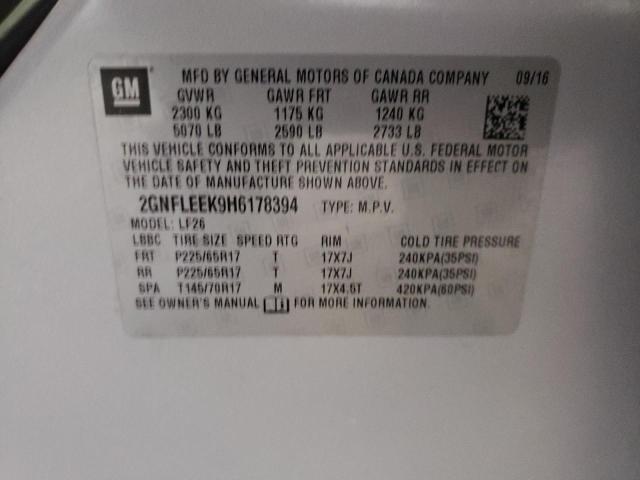 GM
MFD BY GENERAL MOTORS OF CANADA COMPANY 09/16
GVWR GAWR FRT GAWR RR
2300 KG 1175 KG 1240 KG
5070 LB 2590 LB 2733 LB
THIS VEHICLE CONFORMS TO ALL APPLICABLE U.S. FEDERAL MOTOR
VEHICLE SAFETY AND THEFT PREVENTION STANDARDS IN EFFECT ON
THE DATE OF MANUFACTURE SHOWN ABOVE.
2GNFLEEK9H6178394 TYPE: M.P.V.
MODEL: LF26
LBBC TIRE SIZE SPEED RTG RIM COLD TIRE PRESSURE
FRT P225/65R17 T 17X7J 240KPA(35PSI)
RR P225/65R17 T 17X7J 240KPA(35PSI)
SPA T145/70R17 M 17X4.5T 420KPA(60PSI)
SEE OWNER'S MANUAL FOR MORE INFORMATION.